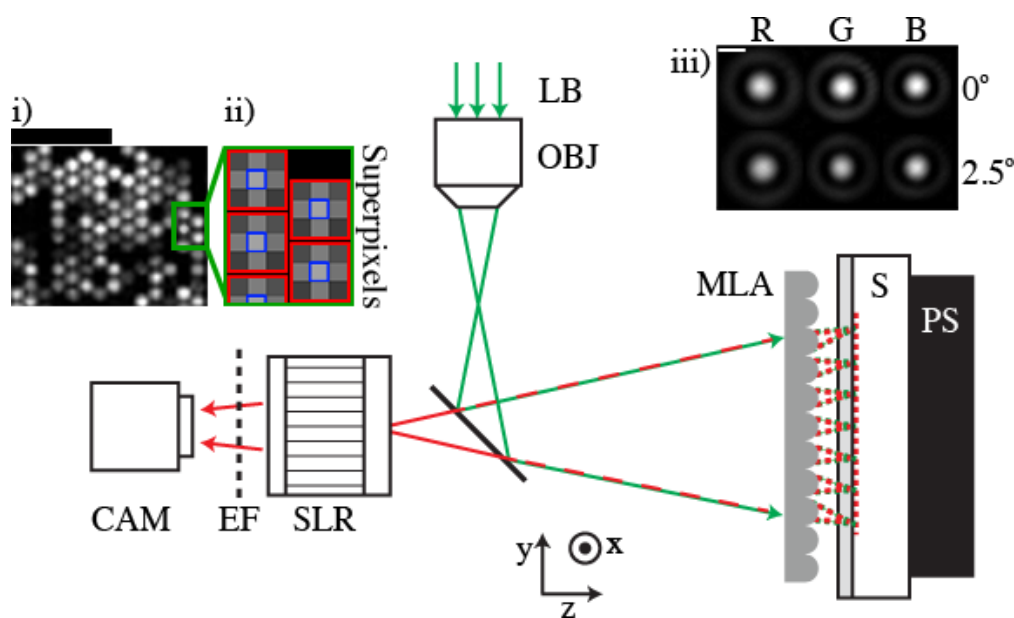 R G B
iii)
0°
2.5°
LB
OBJ
i)
ii)
Superpixels
MLA
S
PS
CAM
EF
SLR
y
x
z